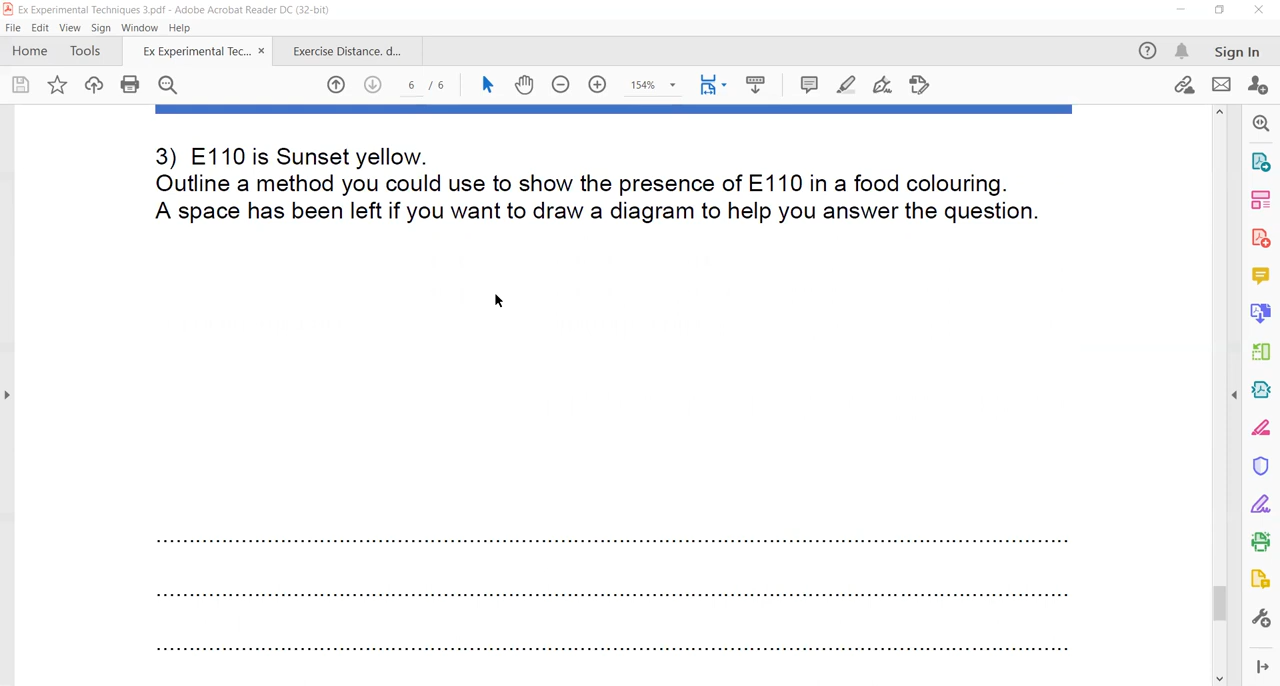 Ex Experimental Techniques 3.pdf - Adobe Acrobat Reader DC (32-bit)
File Edit View Sign Window Help
Home Tools Ex Experimental Tec... × Exercise Distance. d... Sign In
6 / 6 154%
3) E110 is Sunset yellow.
Outline a method you could use to show the presence of E110 in a food colouring.
A space has been left if you want to draw a diagram to help you answer the question.